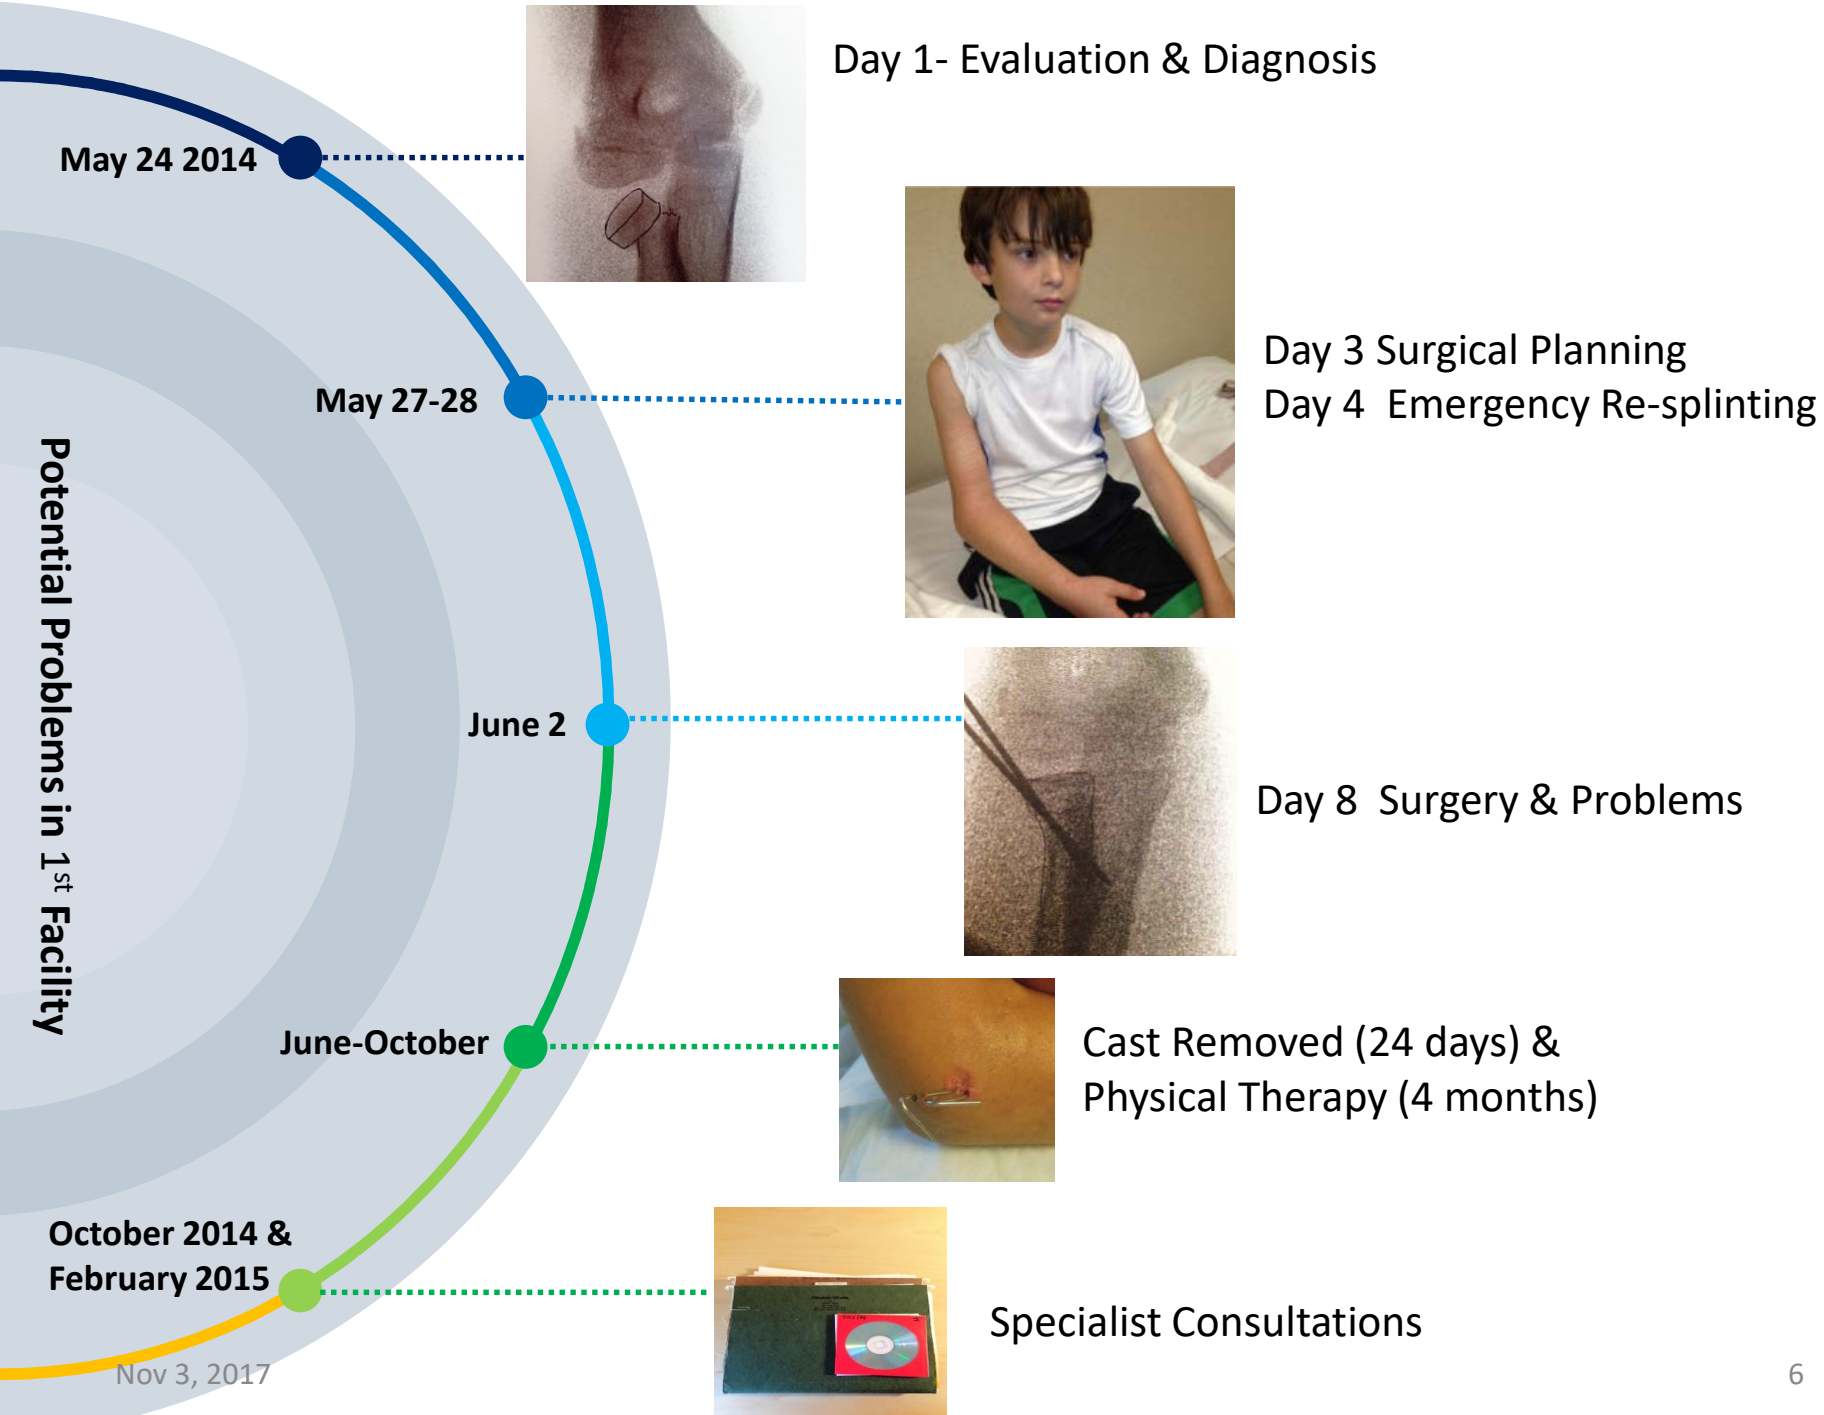 Day 1- Evaluation & Diagnosis
May 24 2014
Day 3 Surgical Planning
Day 4 Emergency Re-splinting
May 27-28
Potential Problems in 1st Facility
June 2
Day 8 Surgery & Problems
June-October
Cast Removed (24 days) &
Physical Therapy (4 months)
October 2014 &
February 2015
Specialist Consultations
Nov 3, 2017
6